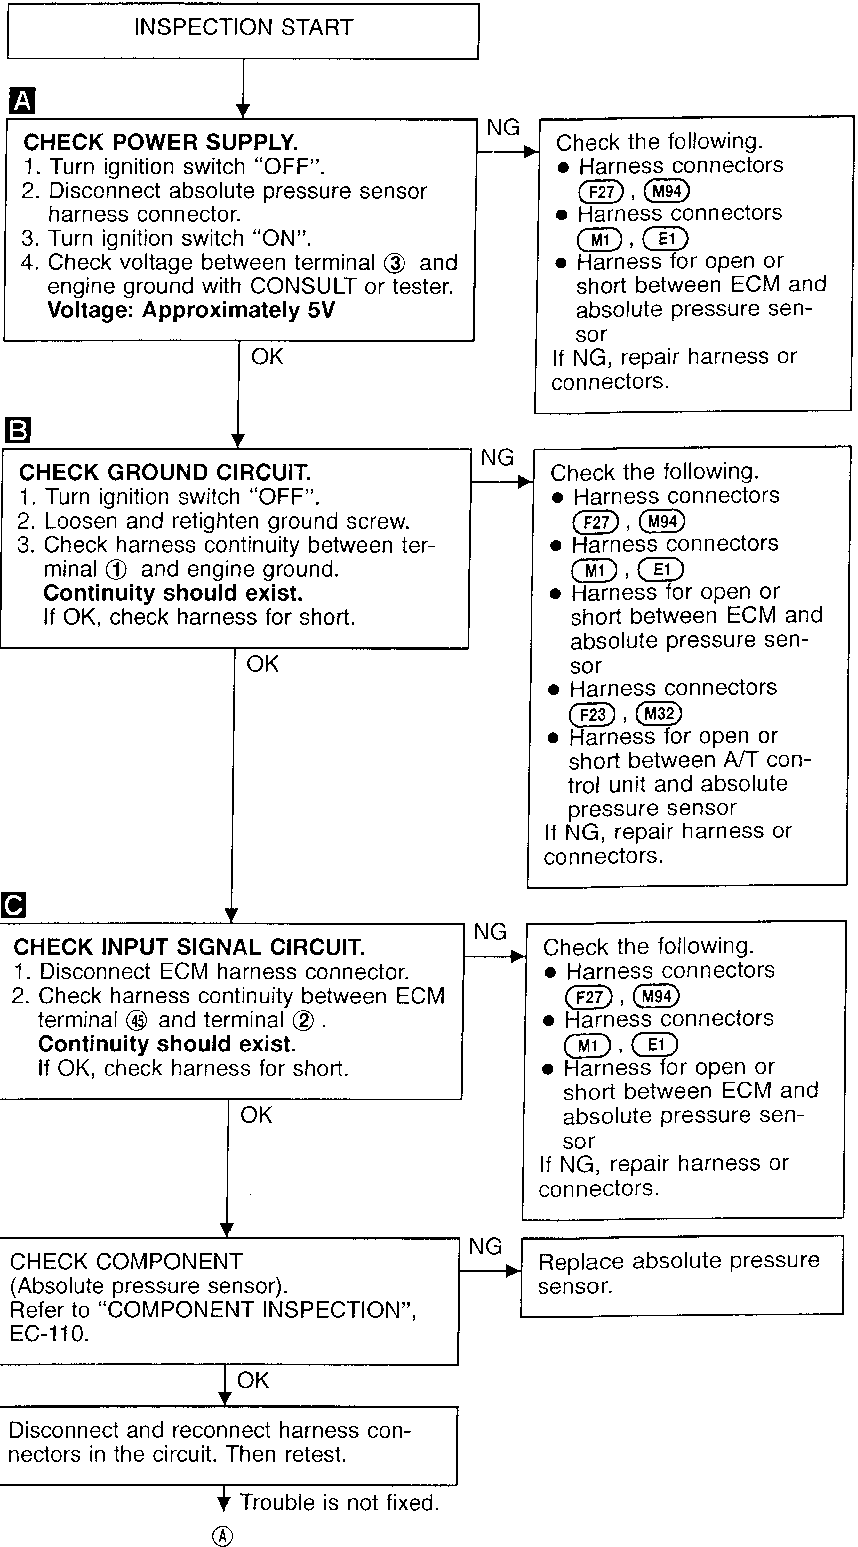 INSPECTION START
A
CHECK POWER SUPPLY.
1. Turn ignition switch “OFF”.
2. Disconnect absolute pressure sensor
harness connector.
3. Turn ignition switch “ON”.
4. Check voltage between terminal ③ and
engine ground with CONSULT or tester.
Voltage: Approximately 5V
NG
Check the following.
● Harness connectors
F27 , M94
● Harness connectors
M1 , E1
● Harness for open or
short between ECM and
absolute pressure sen-
sor
If NG, repair harness or
connectors.
OK
B
CHECK GROUND CIRCUIT.
1. Turn ignition switch “OFF”.
2. Loosen and retighten ground screw.
3. Check harness continuity between ter-
minal ① and engine ground.
Continuity should exist.
If OK, check harness for short.
NG
Check the following.
● Harness connectors
F27 , M94
● Harness connectors
M1 , E1
● Harness for open or
short between ECM and
absolute pressure sen-
sor
● Harness connectors
F23 , M32
● Harness for open or
short between A/T con-
trol unit and absolute
pressure sensor
If NG, repair harness or
connectors.
OK
C
CHECK INPUT SIGNAL CIRCUIT.
1. Disconnect ECM harness connector.
2. Check harness continuity between ECM
terminal ㊺ and terminal ② .
Continuity should exist.
If OK, check harness for short.
NG
Check the following.
● Harness connectors
F27 , M94
● Harness connectors
M1 , E1
● Harness for open or
short between ECM and
absolute pressure sen-
sor
If NG, repair harness or
connectors.
OK
CHECK COMPONENT
(Absolute pressure sensor).
Refer to “COMPONENT INSPECTION”,
EC-110.
NG
Replace absolute pressure
sensor.
OK
Disconnect and reconnect harness con-
nectors in the circuit. Then retest.
Trouble is not fixed.
Ⓐ